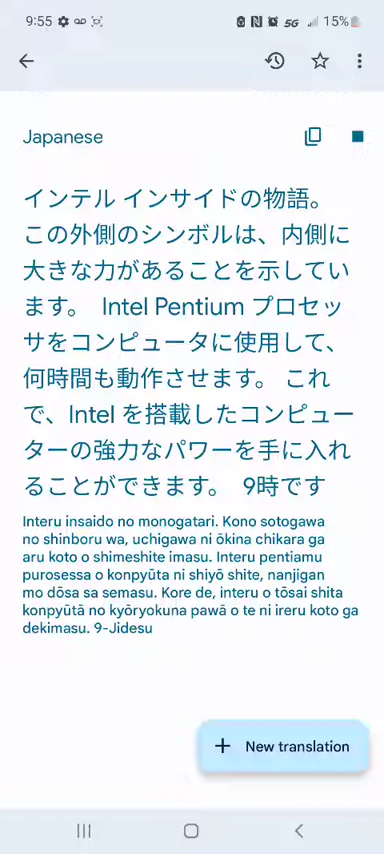 9:55 5G 15%
Japanese
インテル インサイドの物語。
この外側のシンボルは、内側に
大きな力があることを示してい
ます。 Intel Pentium プロセッ
サをコンピュータに使用して、
何時間も動作させます。 これ
で、Intel を搭載したコンピュー
ターの強力なパワーを手に入れ
ることができます。 9時です
Interu insaido no monogatari. Kono sotogawa
no shinboru wa, uchigawa ni ōkina chikara ga
aru koto o shimeshite imasu. Interu pentiamu
purosessa o konpyūta ni shiyō shite, nanjigan
mo dōsa sa semasu. Kore de, interu o tōsai shita
konpyūtā no kyōryokuna pawā o te ni ireru koto ga
dekimasu. 9-Jidesu
New translation